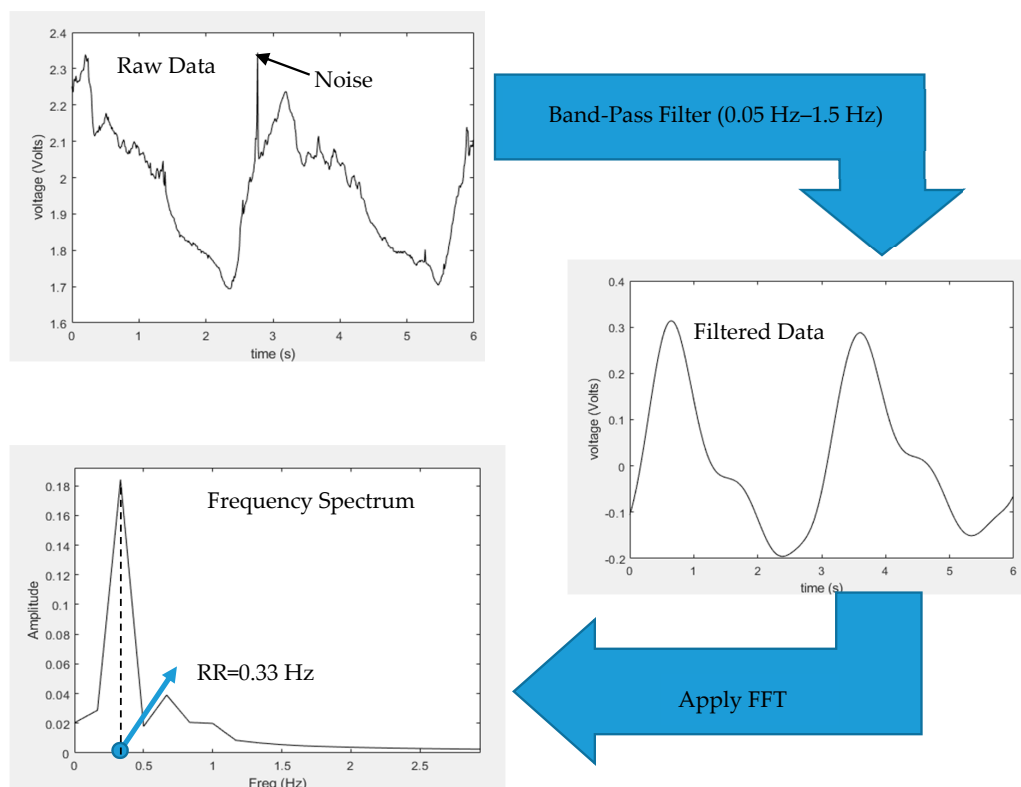 Raw Data
Noise
voltage (Volts)
2.4
2.3
2.2
2.1
2
1.9
1.8
1.7
1.6
0 1 2 3 4 5 6
time (s)
Band-Pass Filter (0.05 Hz–1.5 Hz)
Filtered Data
voltage (Volts)
0.4
0.3
0.2
0.1
0
-0.1
-0.2
0 1 2 3 4 5 6
time (s)
Apply FFT
Frequency Spectrum
RR=0.33 Hz
Amplitude
0.18
0.16
0.14
0.12
0.1
0.08
0.06
0.04
0.02
0
0 0.5 1 1.5 2 2.5
Freq (Hz)